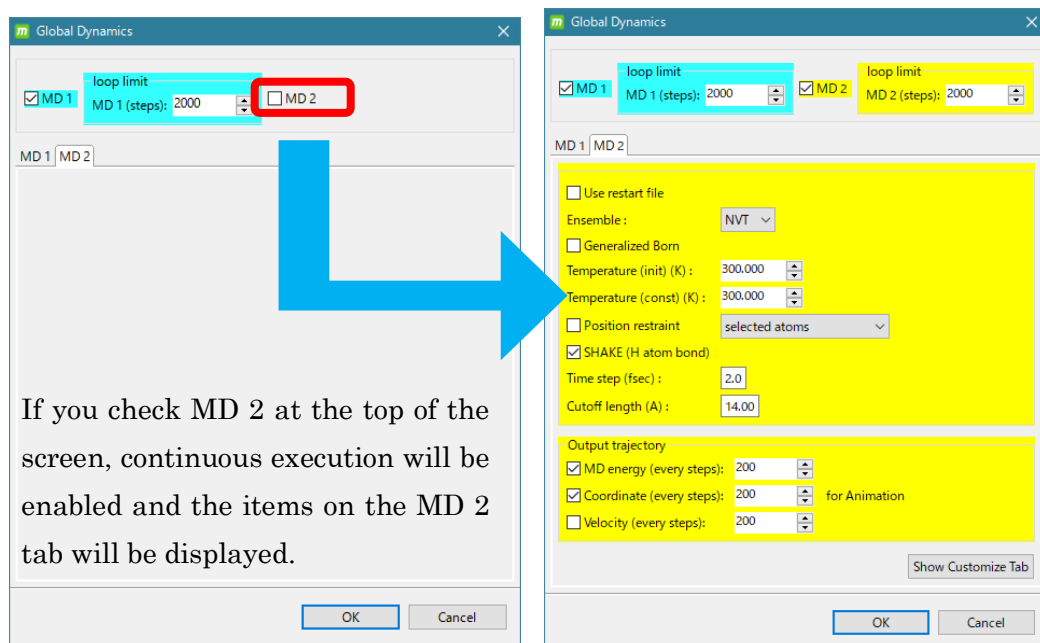 Global Dynamics
loop limit
MD 1
MD 1 (steps): 2000
MD 2
MD 1 MD 2
If you check MD 2 at the top of the
screen, continuous execution will be
enabled and the items on the MD 2
tab will be displayed.
OK Cancel
Global Dynamics
loop limit
loop limit
MD 1
MD 1 (steps): 2000
MD 2
MD 2 (steps): 2000
MD 1 MD 2
Use restart file
Ensemble : NVT
Generalized Born
Temperature (init) (K) : 300.000
Temperature (const) (K) : 300.000
Position restraint selected atoms
SHAKE (H atom bond)
Time step (fsec) : 2.0
Cutoff length (A) : 14.00
Output trajectory
MD energy (every steps): 200
Coordinate (every steps): 200 for Animation
Velocity (every steps): 200
Show Customize Tab
OK Cancel